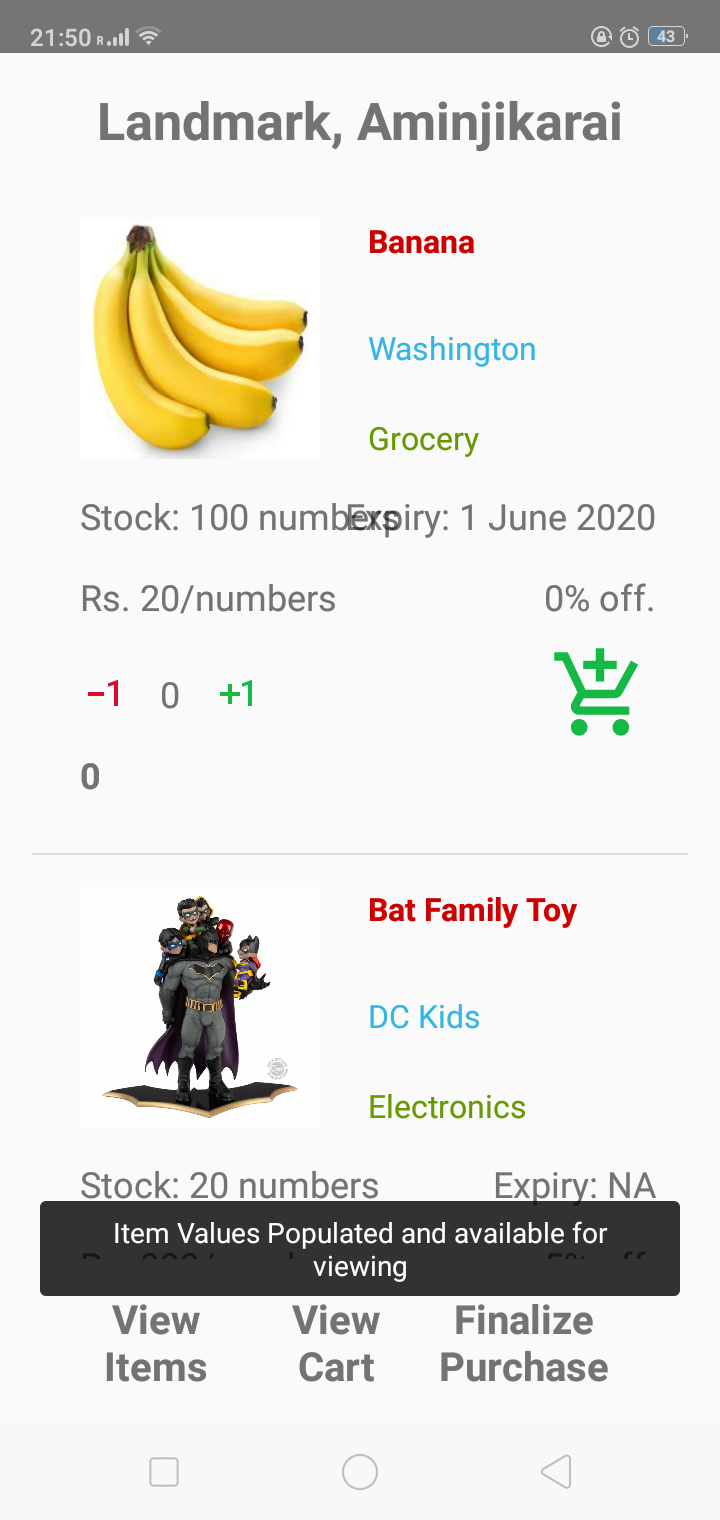 21:50 R 43
Landmark, Aminjikarai
Banana
Washington
Grocery
Stock: 100 numbers Expiry: 1 June 2020
Rs. 20/numbers 0% off.
−1 0 +1
0
Bat Family Toy
DC Kids
Electronics
Stock: 20 numbers Expiry: NA
Item Values Populated and available for
viewing
View View Finalize
Items Cart Purchase